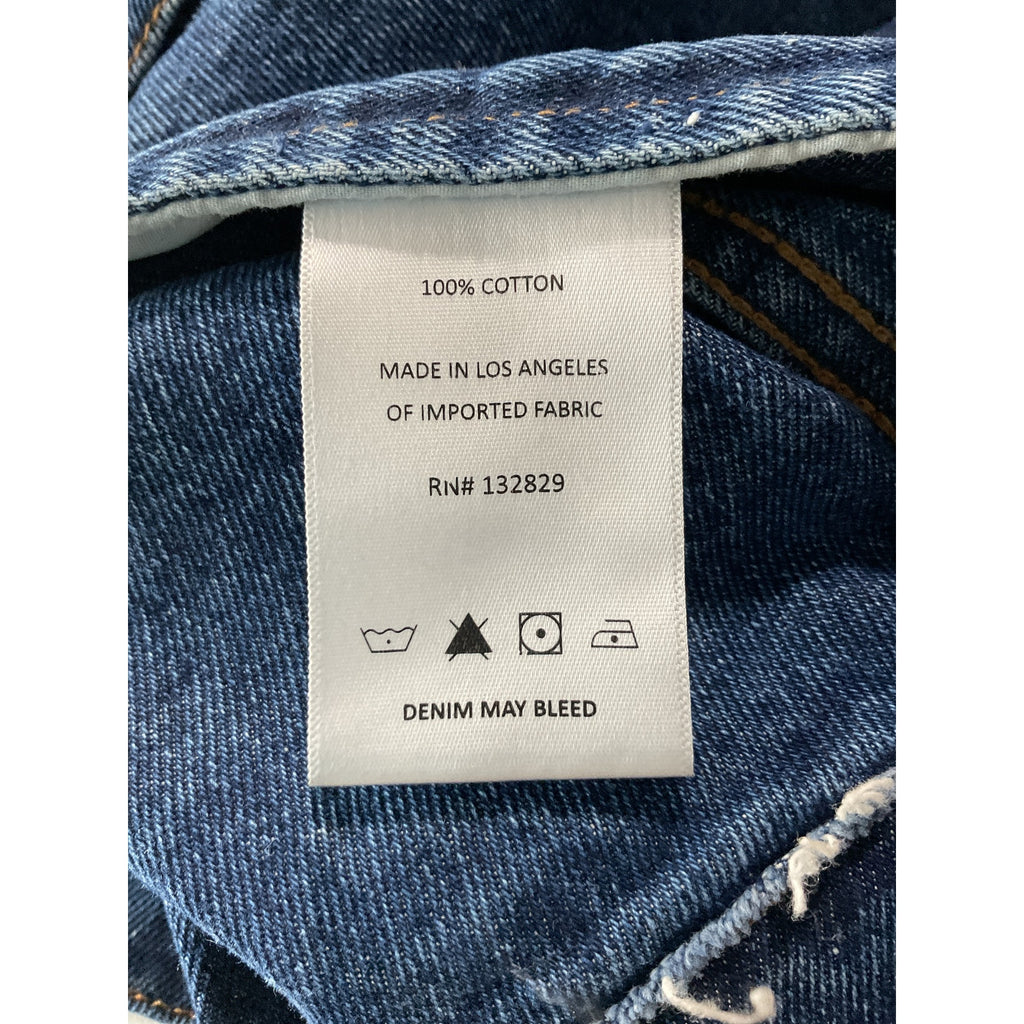 100% COTTON
MADE IN LOS ANGELES
OF IMPORTED FABRIC
RN# 132829
DENIM MAY BLEED